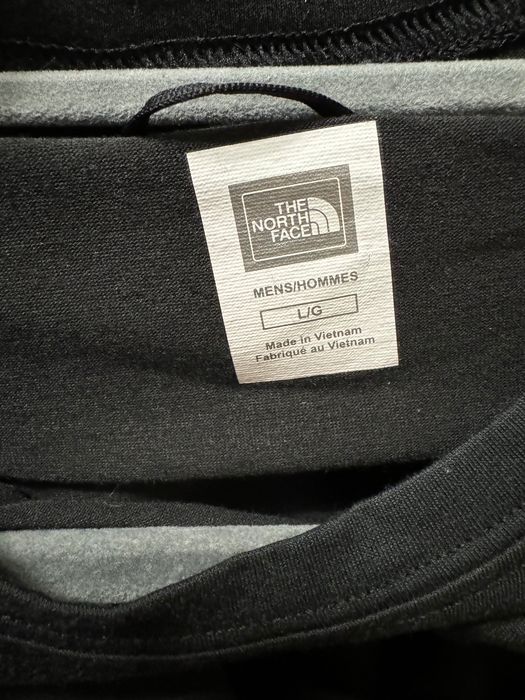 THE
NORTH
FACE
MENS/HOMMES
L/G
Made in Vietnam
Fabriqué au Vietnam